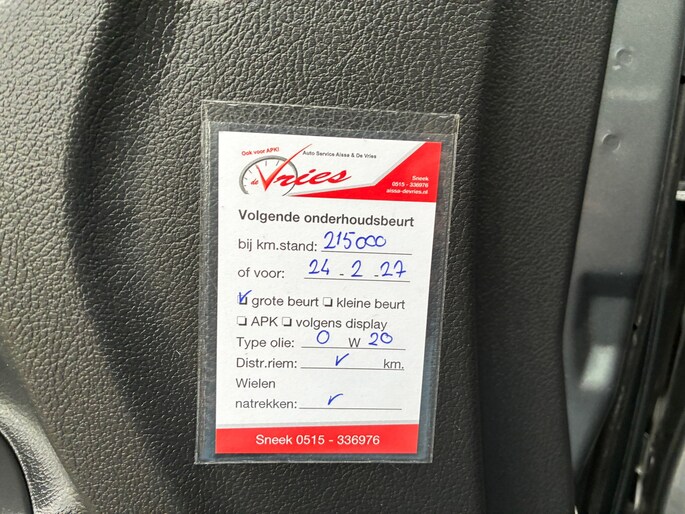 Ook voor APK!
Auto Service Aissa & De Vries
de Vries
Sneek
0515 - 336976
aissa-devries.nl
Volgende onderhoudsbeurt
bij km.stand: 215000
of voor: 24 - 2 - 27
grote beurt kleine beurt
APK volgens display
Type olie: 0 W 20
Distr.riem: ✓ km.
Wielen
natrekken: ✓
Sneek 0515 - 336976